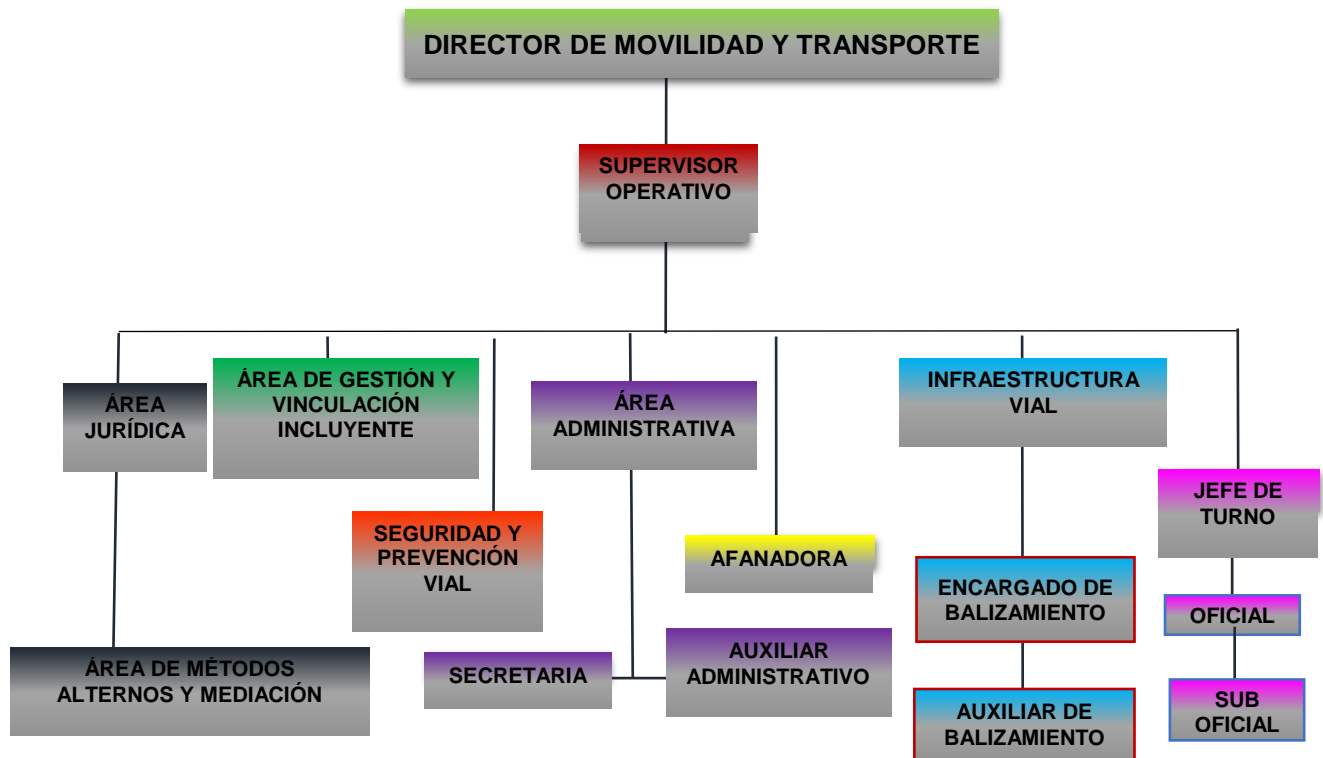 DIRECTOR DE MOVILIDAD Y TRANSPORTE
SUPERVISOR
OPERATIVO
ÁREA
JURÍDICA
ÁREA DE GESTIÓN Y
VINCULACIÓN
INCLUYENTE
ÁREA
ADMINISTRATIVA
INFRAESTRUCTURA
VIAL
JEFE DE
TURNO
SEGURIDAD Y
PREVENCIÓN
VIAL
AFANADORA
ENCARGADO DE
BALIZAMIENTO
OFICIAL
ÁREA DE MÉTODOS
ALTERNOS Y MEDIACIÓN
SECRETARIA
AUXILIAR
ADMINISTRATIVO
AUXILIAR DE
BALIZAMIENTO
SUB
OFICIAL